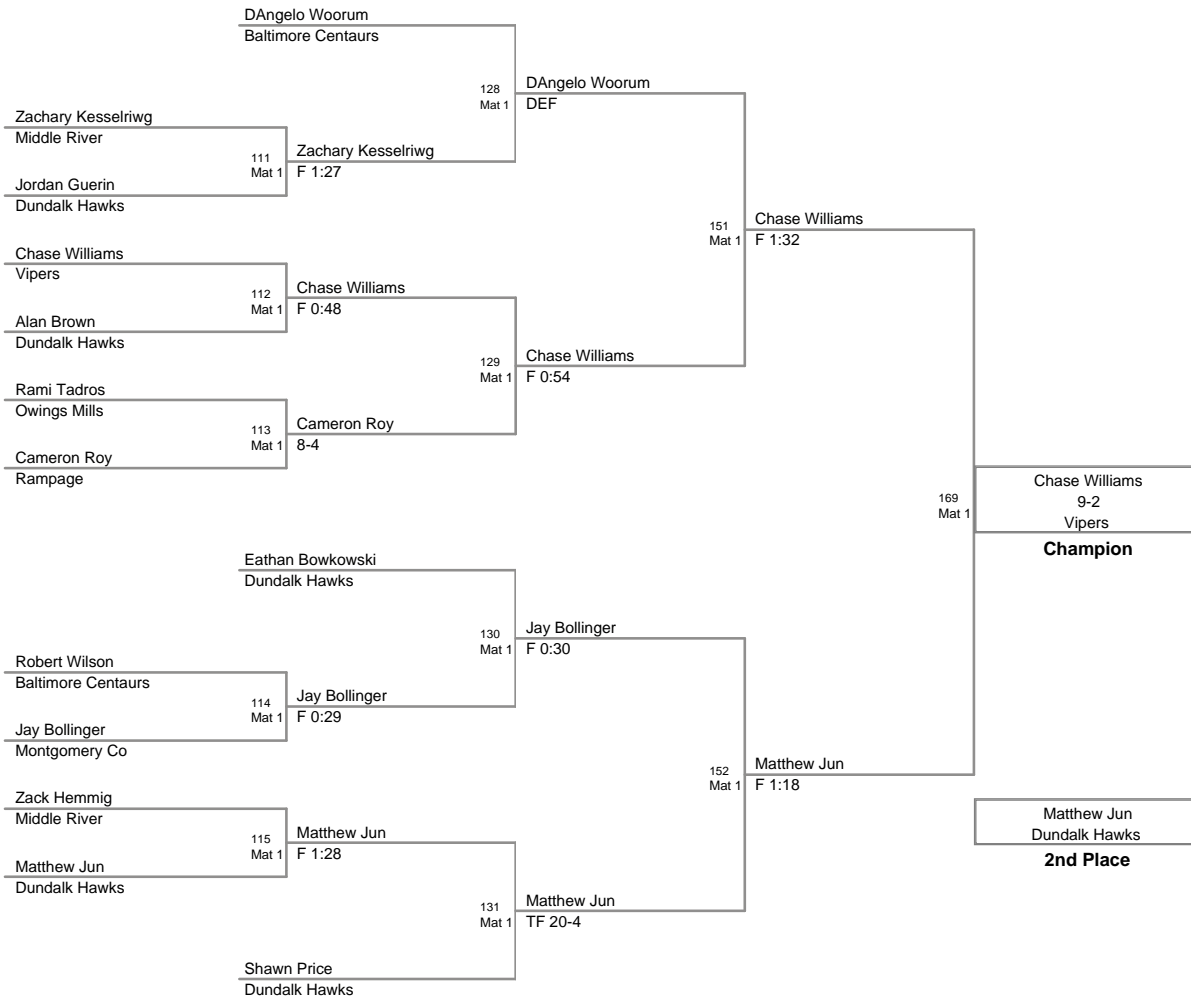 DAngelo Woorum
Baltimore Centaurs
128
Mat 1
DAngelo Woorum
DEF
Zachary Kesselriwg
Middle River
111
Mat 1
Zachary Kesselriwg
F 1:27
Jordan Guerin
Dundalk Hawks
151
Mat 1
Chase Williams
F 1:32
Chase Williams
Vipers
112
Mat 1
Chase Williams
F 0:48
Alan Brown
Dundalk Hawks
129
Mat 1
Chase Williams
F 0:54
Rami Tadros
Owings Mills
113
Mat 1
Cameron Roy
8-4
Cameron Roy
Rampage
169
Mat 1
Chase Williams
9-2
Vipers
Champion
Eathan Bowkowski
Dundalk Hawks
130
Mat 1
Jay Bollinger
F 0:30
Robert Wilson
Baltimore Centaurs
114
Mat 1
Jay Bollinger
F 0:29
Jay Bollinger
Montgomery Co
152
Mat 1
Matthew Jun
F 1:18
Zack Hemmig
Middle River
115
Mat 1
Matthew Jun
F 1:28
Matthew Jun
Dundalk Hawks
Matthew Jun
Dundalk Hawks
2nd Place
131
Mat 1
Matthew Jun
TF 20-4
Shawn Price
Dundalk Hawks